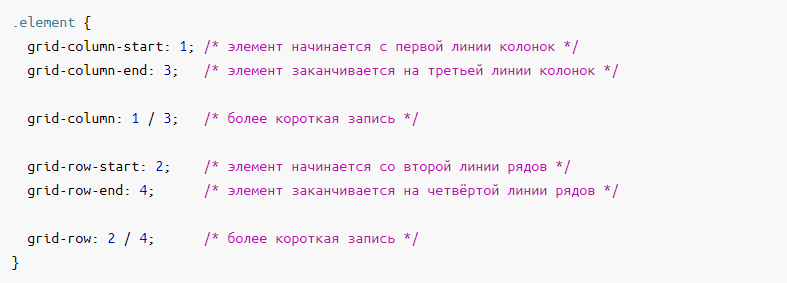 .element {
  grid-column-start: 1; /* элемент начинается с первой линии колонок */
  grid-column-end: 3;   /* элемент заканчивается на третьей линии колонок */

  grid-column: 1 / 3;   /* более короткая запись */

  grid-row-start: 2;    /* элемент начинается со второй линии рядов */
  grid-row-end: 4;      /* элемент заканчивается на четвёртой линии рядов */

  grid-row: 2 / 4;      /* более короткая запись */
}